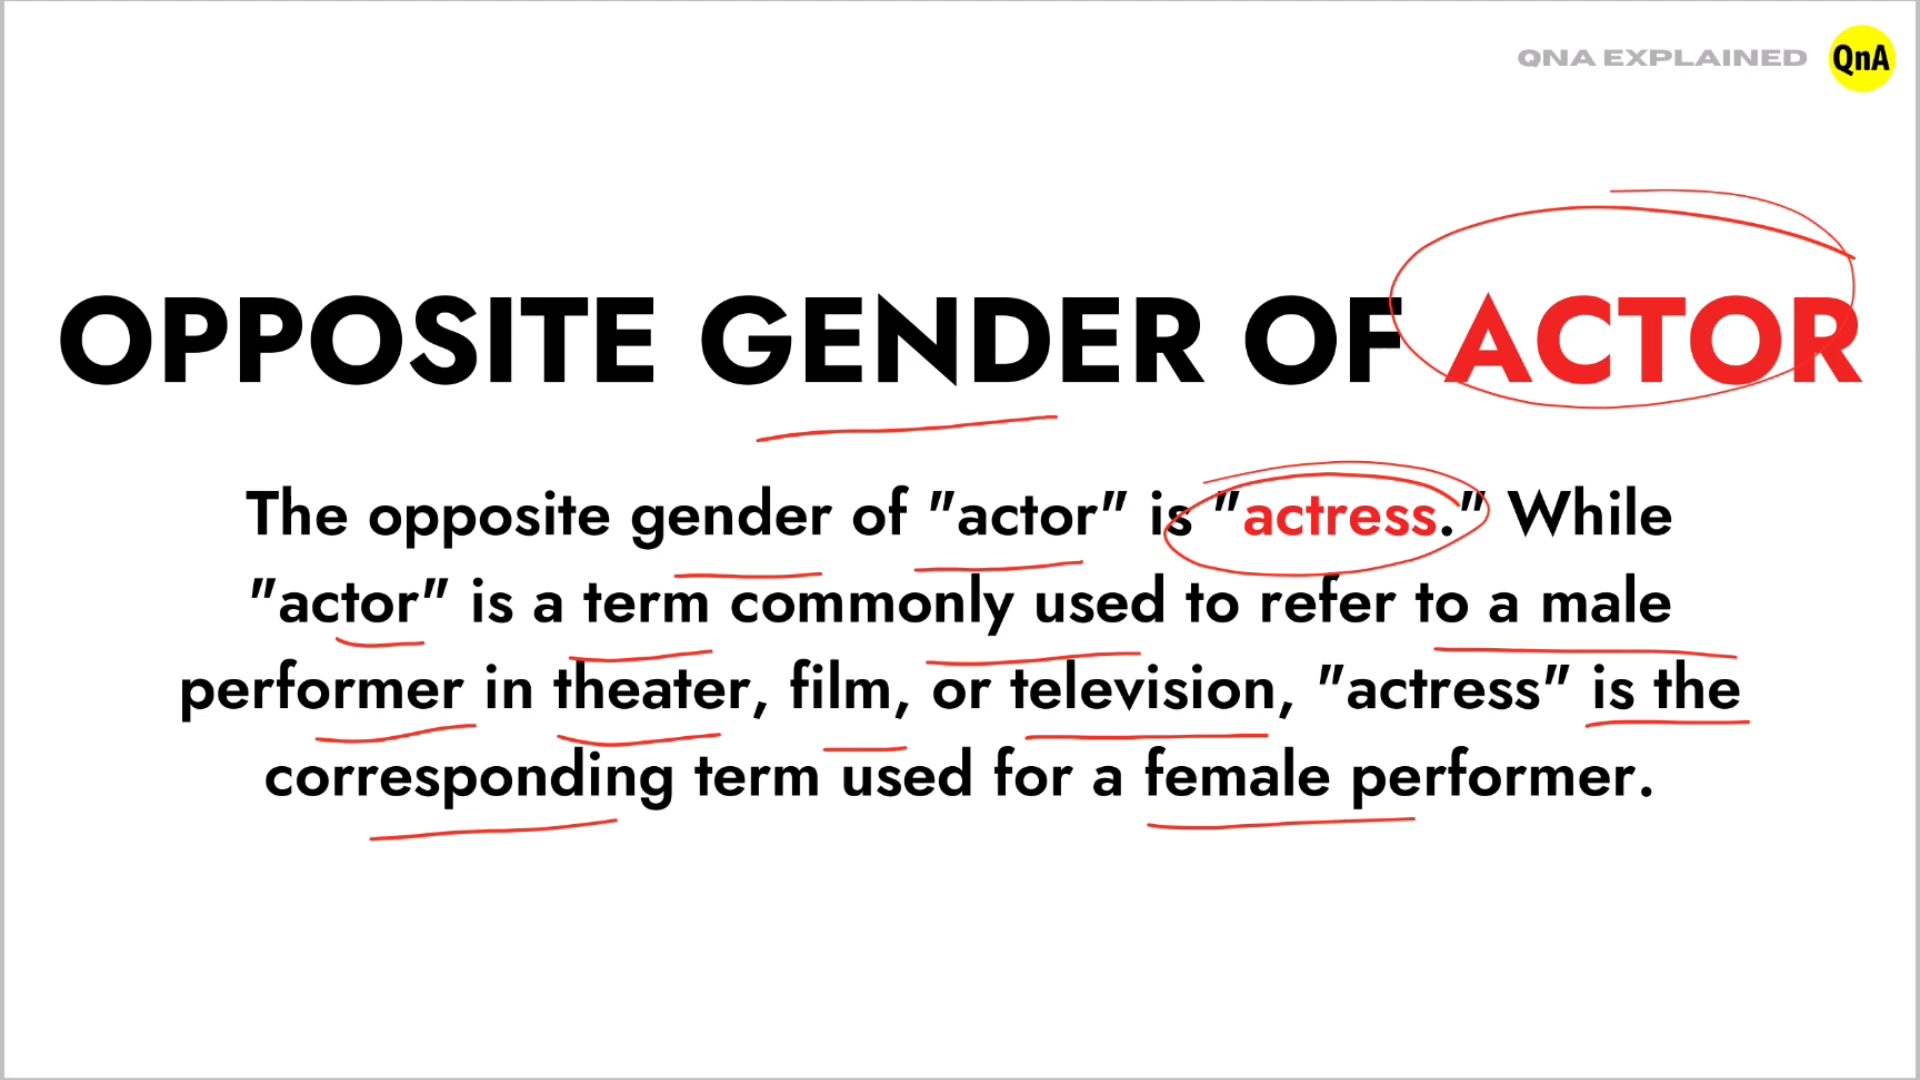 QNA EXPLAINED QnA
OPPOSITE GENDER OF ACTOR
The opposite gender of "actor" is "actress." While
"actor" is a term commonly used to refer to a male
performer in theater, film, or television, "actress" is the
corresponding term used for a female performer.